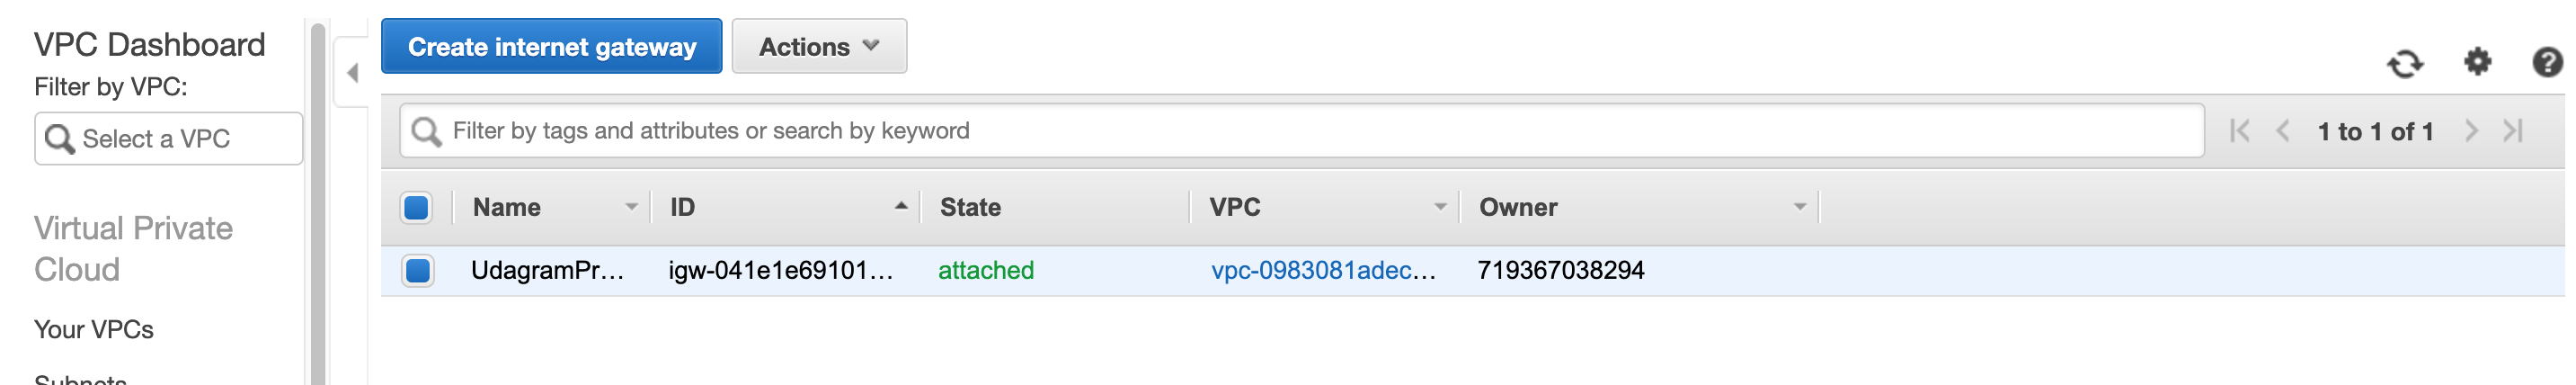 VPC Dashboard
Filter by VPC:
Select a VPC
Virtual Private
Cloud
Your VPCs
Subnets
Create internet gateway
Actions
Filter by tags and attributes or search by keyword
1 to 1 of 1
Name ID State VPC Owner
UdagramPr... igw-041e1e69101... attached vpc-0983081adec... 719367038294